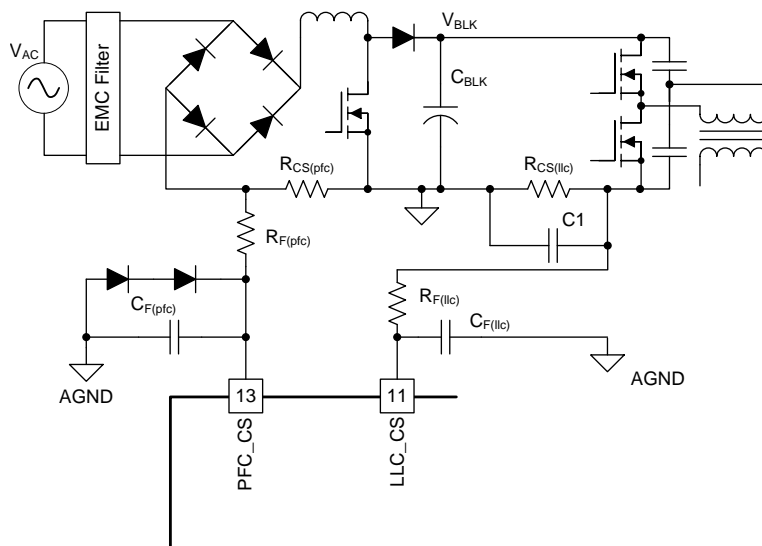 V_AC
EMC Filter
V_BLK
C_BLK
R_CS(pfc)
R_CS(llc)
C1
R_F(pfc)
C_F(pfc)
R_F(llc)
C_F(llc)
AGND
AGND
13
11
PFC_CS
LLC_CS